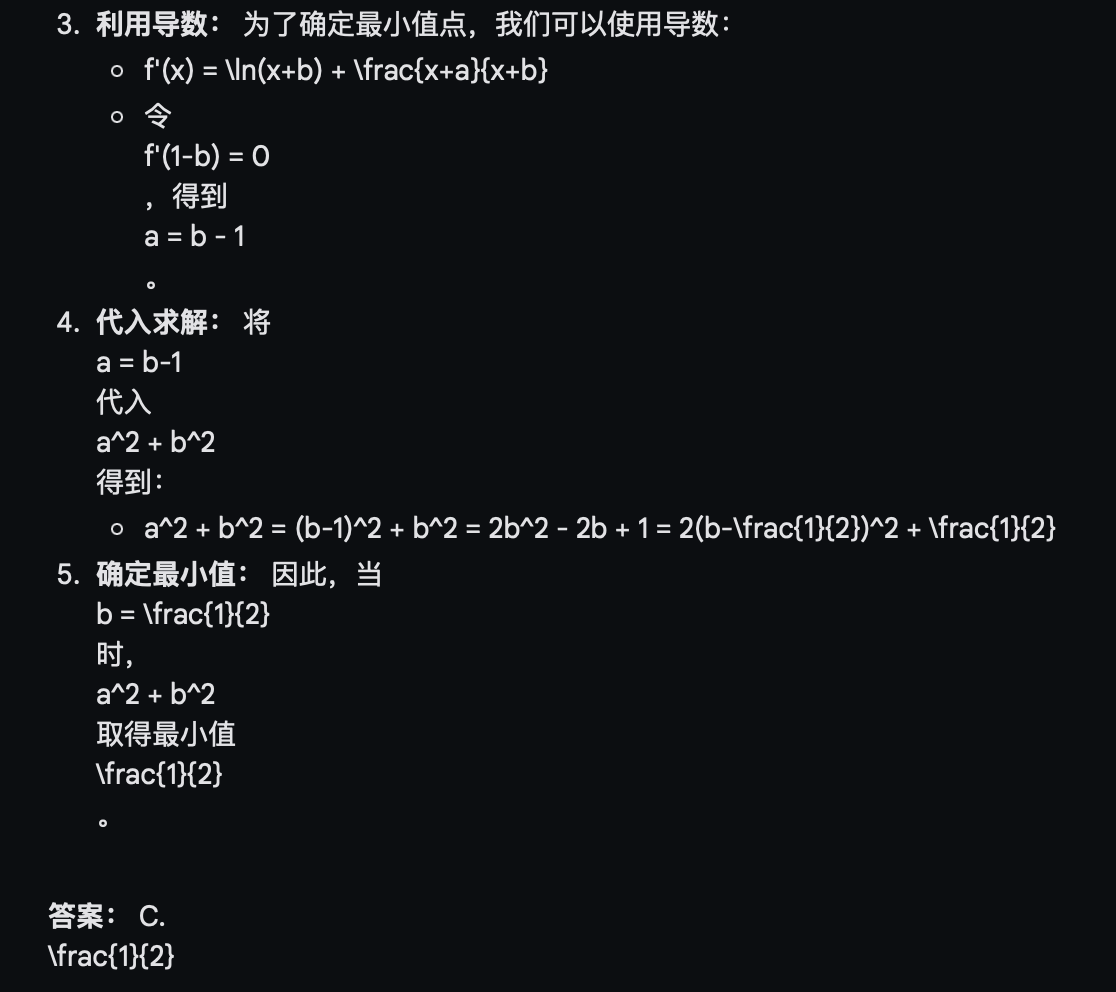 3. 利用导数： 为了确定最小值点，我们可以使用导数：
○ f'(x) = \ln(x+b) + \frac{x+a}{x+b}
○ 令
f'(1-b) = 0
，得到
a = b - 1
。
4. 代入求解： 将
a = b-1
代入
a^2 + b^2
得到：
○ a^2 + b^2 = (b-1)^2 + b^2 = 2b^2 - 2b + 1 = 2(b-\frac{1}{2})^2 + \frac{1}{2}
5. 确定最小值： 因此，当
b = \frac{1}{2}
时，
a^2 + b^2
取得最小值
\frac{1}{2}
。
答案： C.
\frac{1}{2}